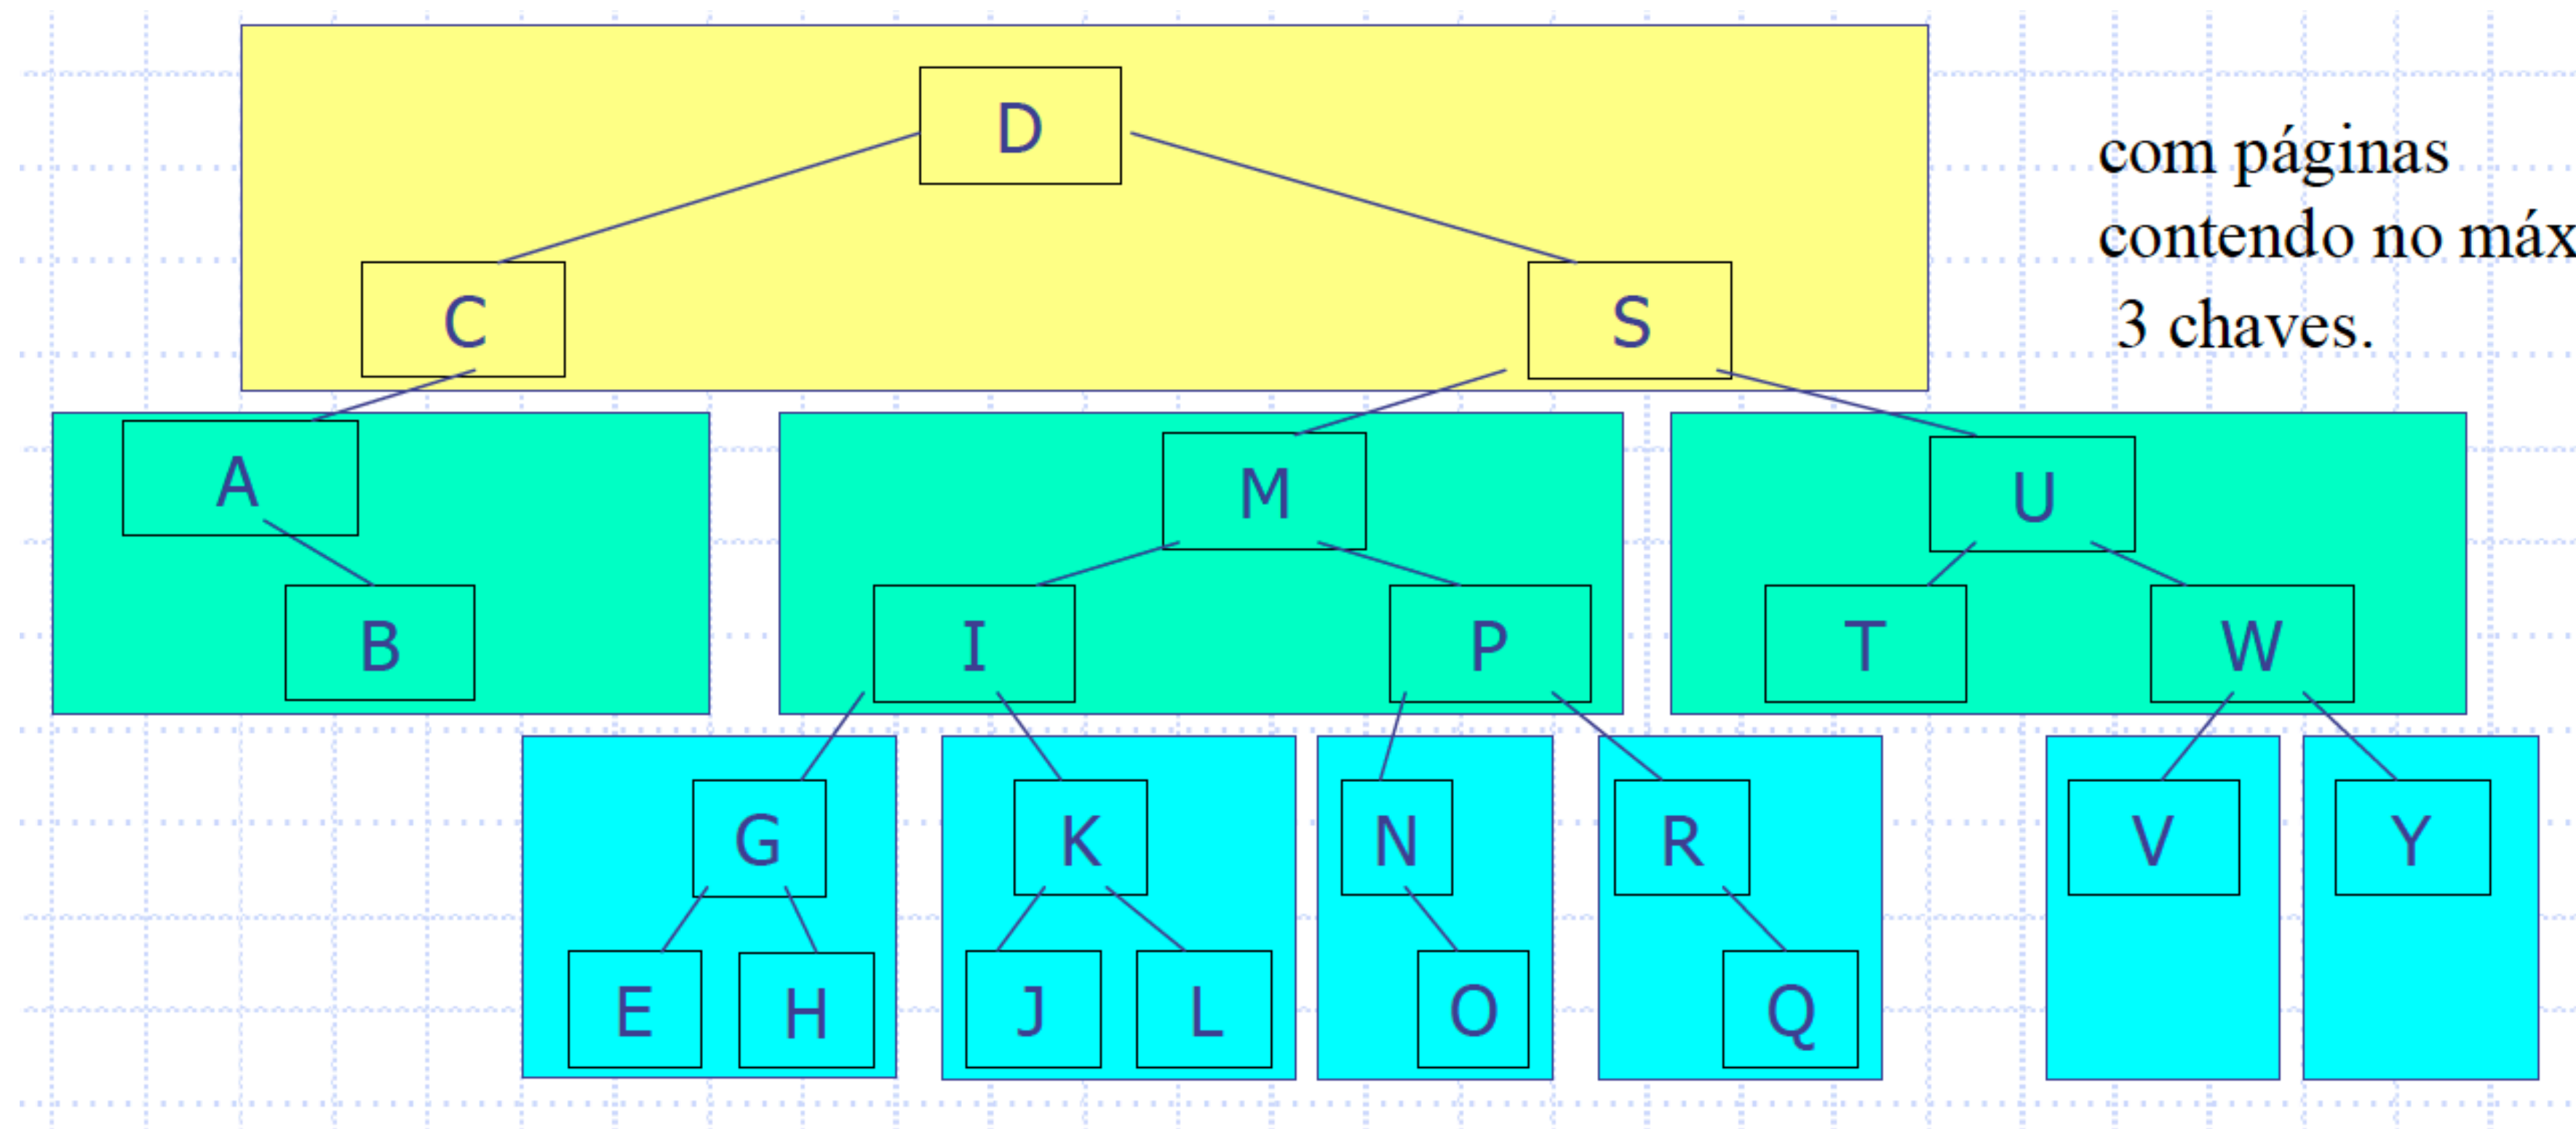 D
com páginas
contendo no máx
3 chaves.
C S
A M U
B I P T W
G K N R V Y
E H J L O Q